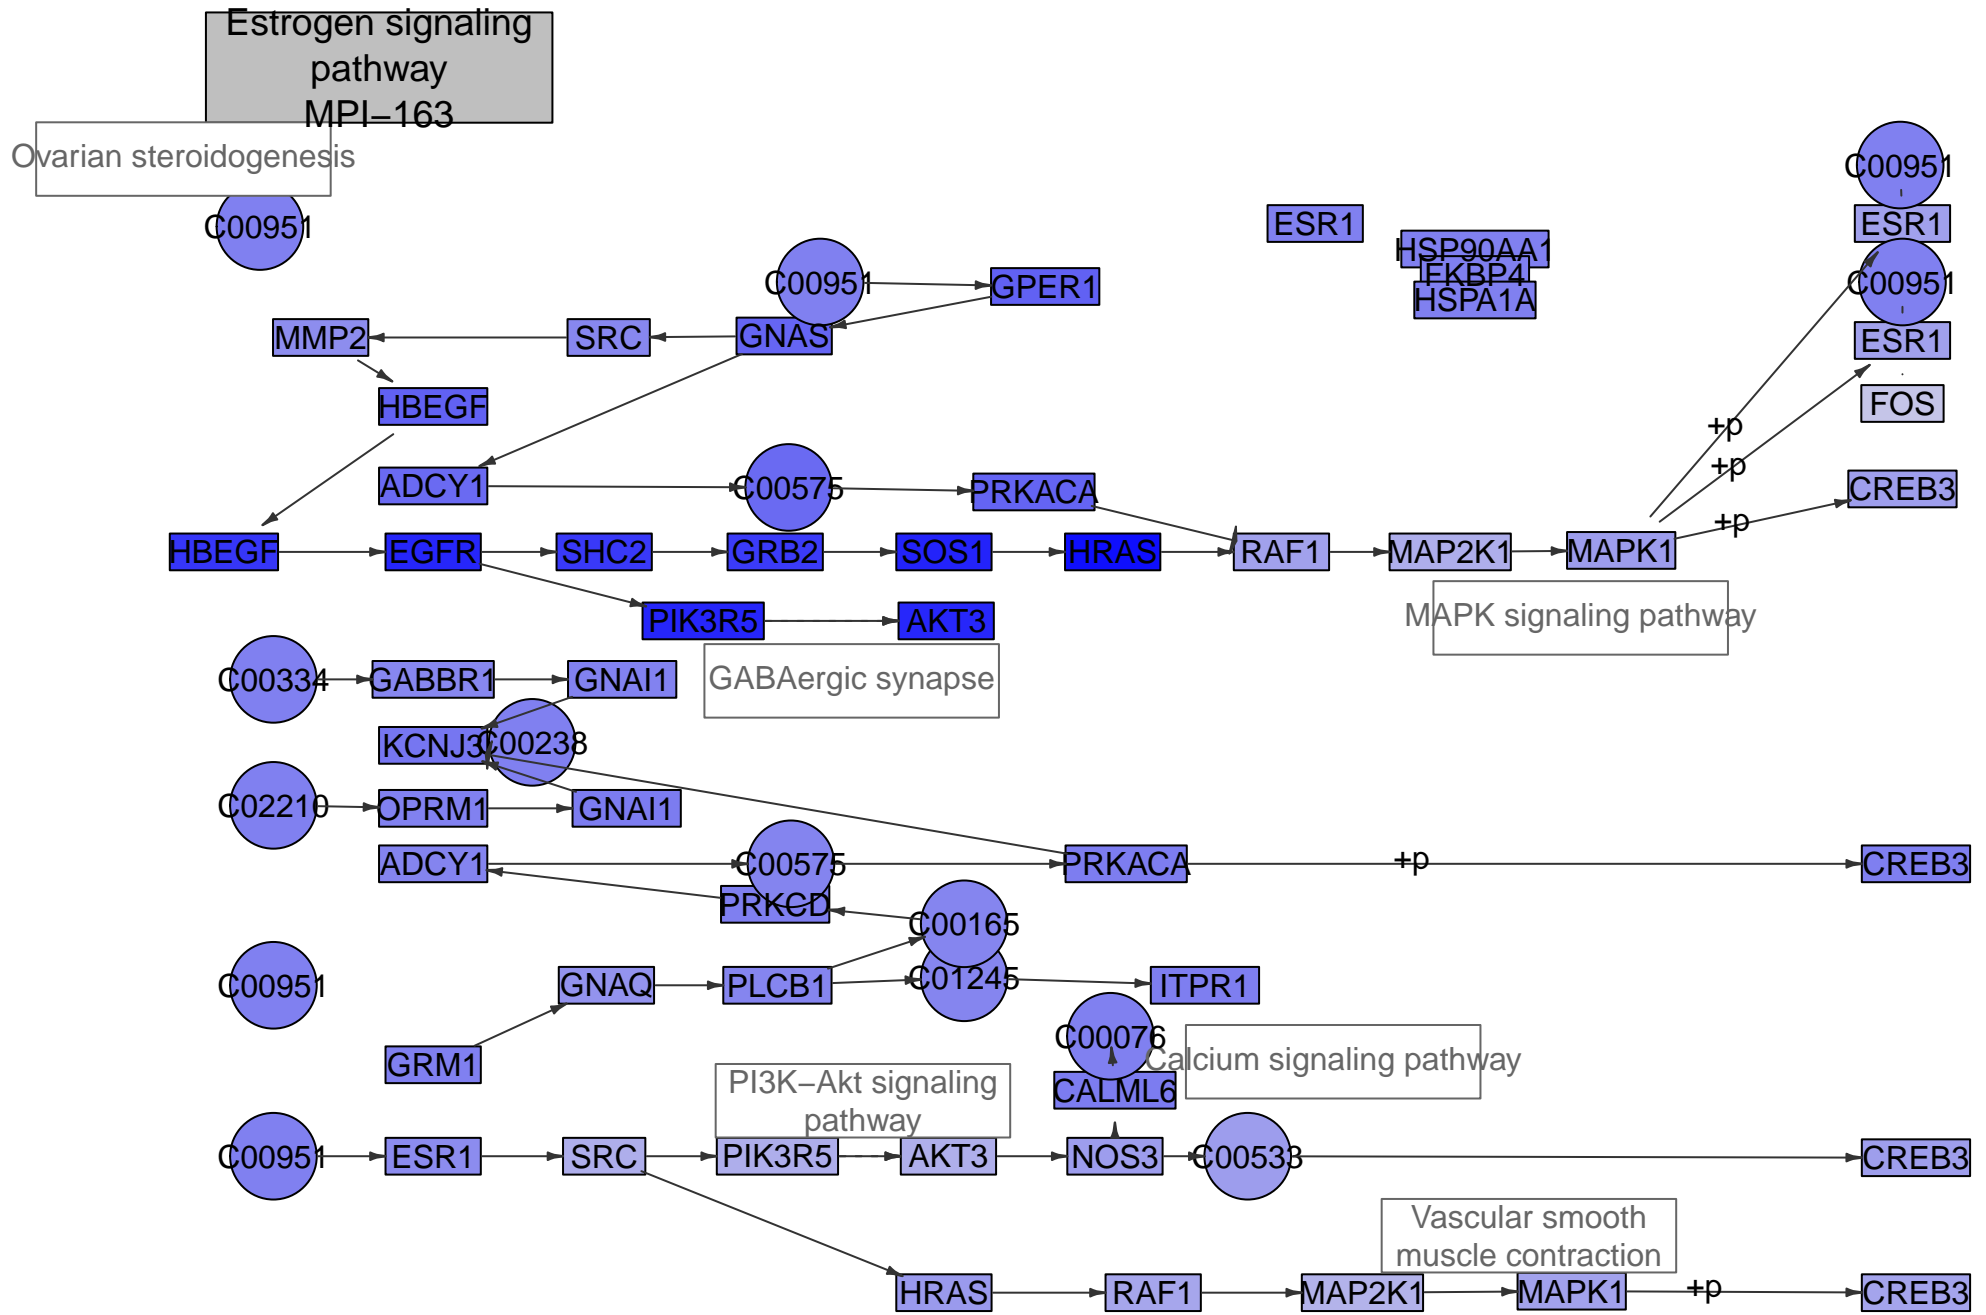 Estrogen signaling
pathway
MPI−163
Ovarian steroidogenesis
C00951
C00951
ESR1
ESR1
C00951
HSP90AA1
FKBP4
HSPA1A
C00951
GPER1
C00951
MMP2
SRC
GNAS
ESR1
HBEGF
FOS
+p
+p
ADCY1
C00575
PRKACA
CREB3
+p
HBEGF
EGFR
SHC2
GRB2
SOS1
HRAS
RAF1
MAP2K1
MAPK1
PIK3R5
AKT3
MAPK signaling pathway
C00334
GABBR1
GNAI1
GABAergic synapse
KCNJ3
C00238
C02210
OPRM1
GNAI1
ADCY1
C00575
PRKACA
+p
CREB3
PRKCD
C00165
C00951
GNAQ
PLCB1
C01245
ITPR1
C00076
Calcium signaling pathway
GRM1
CALML6
PI3K−Akt signaling
pathway
C00951
ESR1
SRC
PIK3R5
AKT3
NOS3
C00533
CREB3
Vascular smooth
muscle contraction
HRAS
RAF1
MAP2K1
MAPK1
+p
CREB3